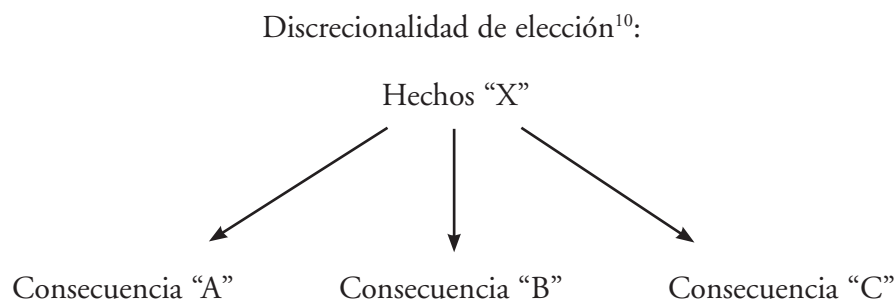 Discrecionalidad de elección¹⁰:
Hechos “X”
Consecuencia “A” Consecuencia “B” Consecuencia “C”